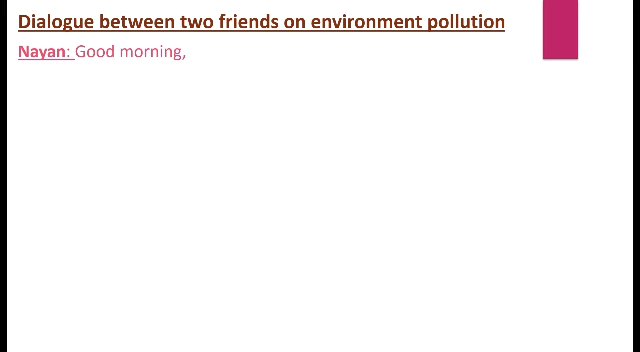 Dialogue between two friends on environment pollution
Nayan: Good morning,